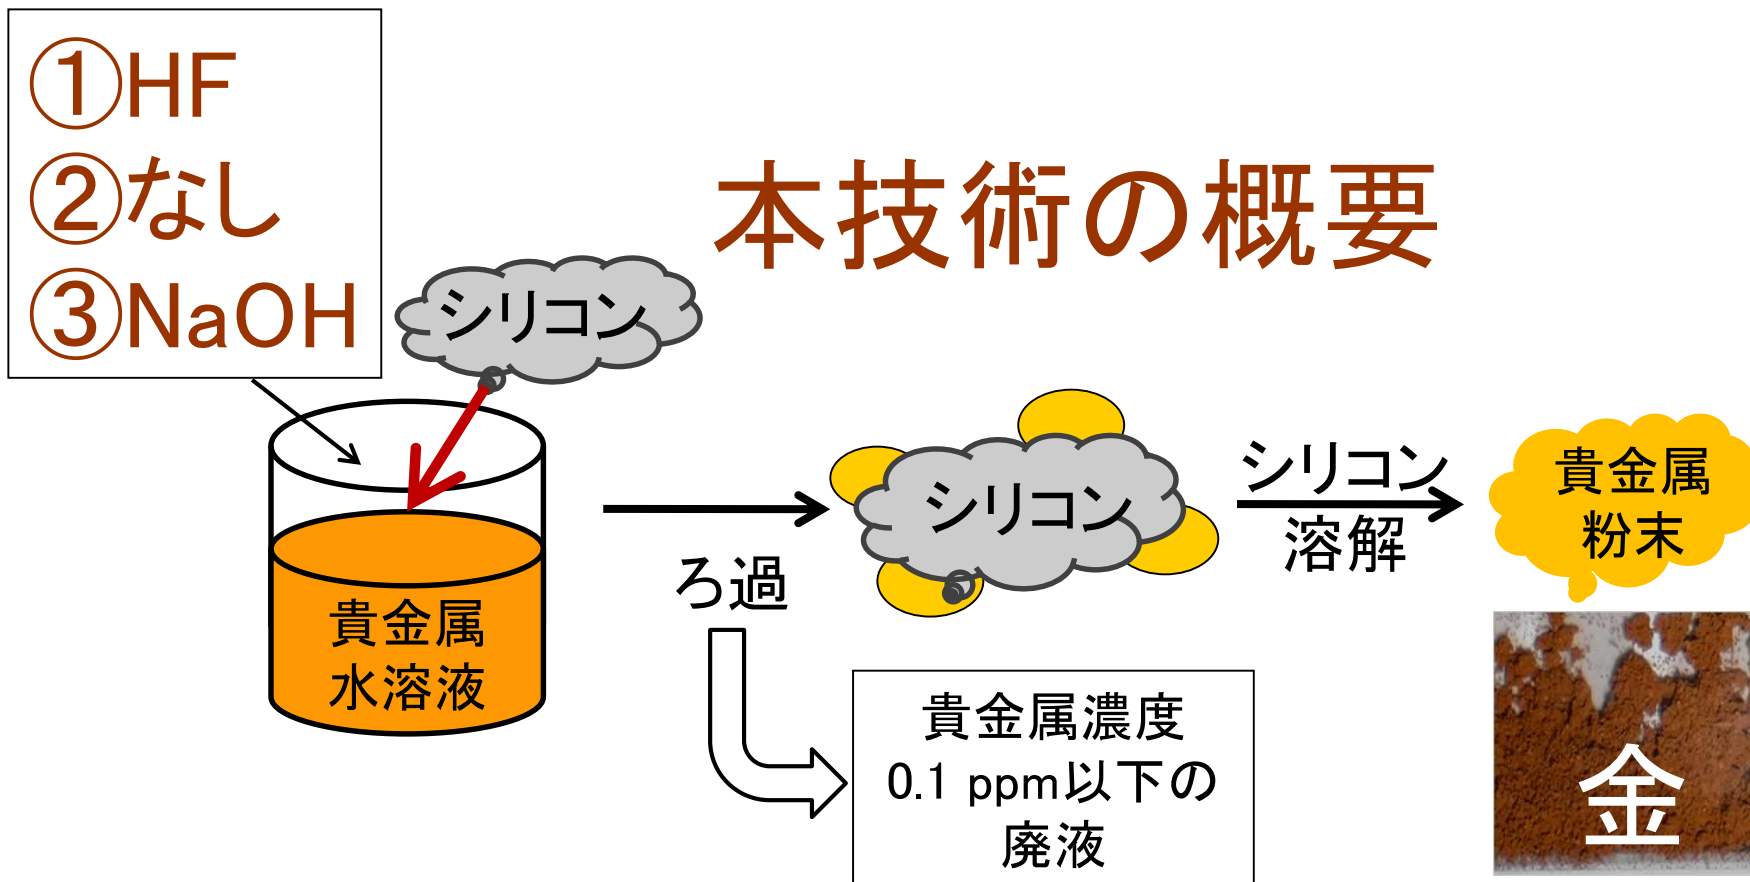 ①HF
②なし
③NaOH
本技術の概要
シリコン
貴金属
水溶液
ろ過
シリコン
シリコン
溶解
貴金属
粉末
貴金属濃度
0.1 ppm以下の
廃液
金